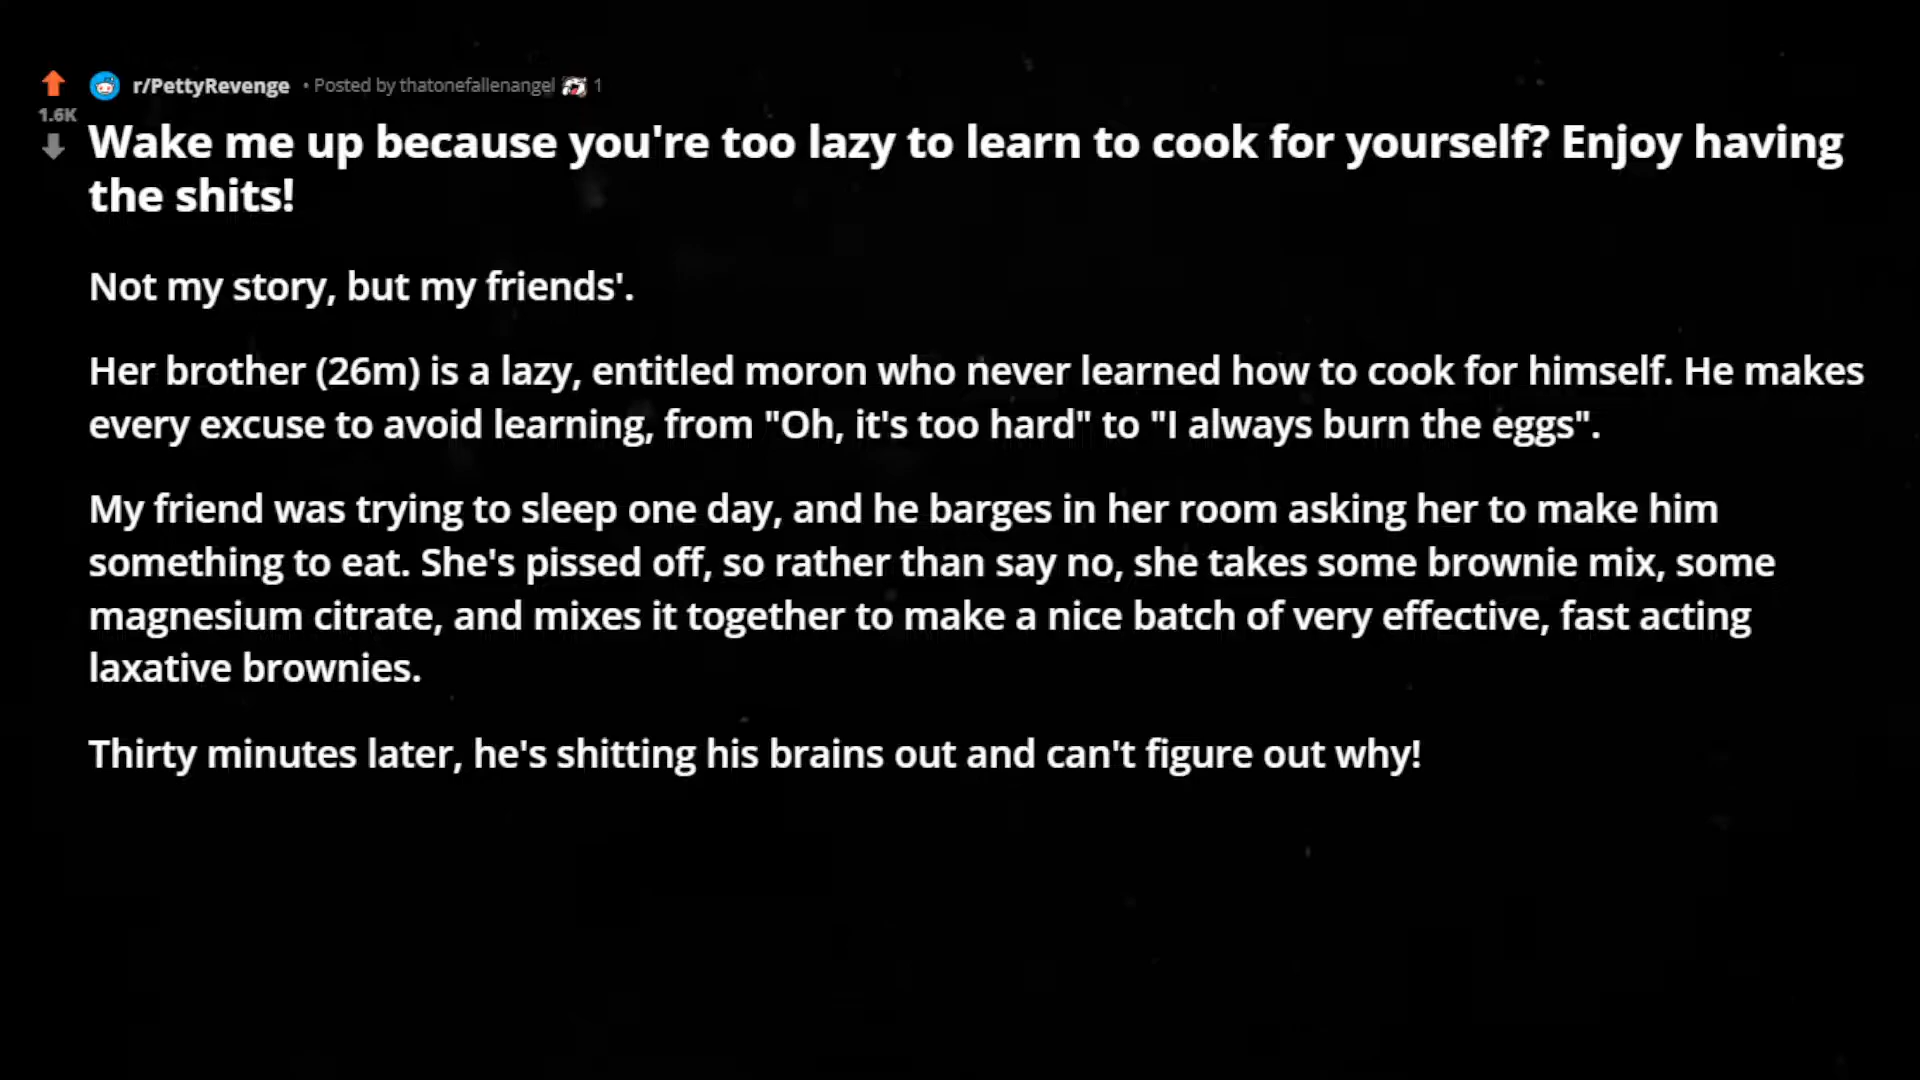 r/PettyRevenge • Posted by thatonefallenangel 1
1.6K
Wake me up because you're too lazy to learn to cook for yourself? Enjoy having
the shits!
Not my story, but my friends'.
Her brother (26m) is a lazy, entitled moron who never learned how to cook for himself. He makes
every excuse to avoid learning, from "Oh, it's too hard" to "I always burn the eggs".
My friend was trying to sleep one day, and he barges in her room asking her to make him
something to eat. She's pissed off, so rather than say no, she takes some brownie mix, some
magnesium citrate, and mixes it together to make a nice batch of very effective, fast acting
laxative brownies.
Thirty minutes later, he's shitting his brains out and can't figure out why!